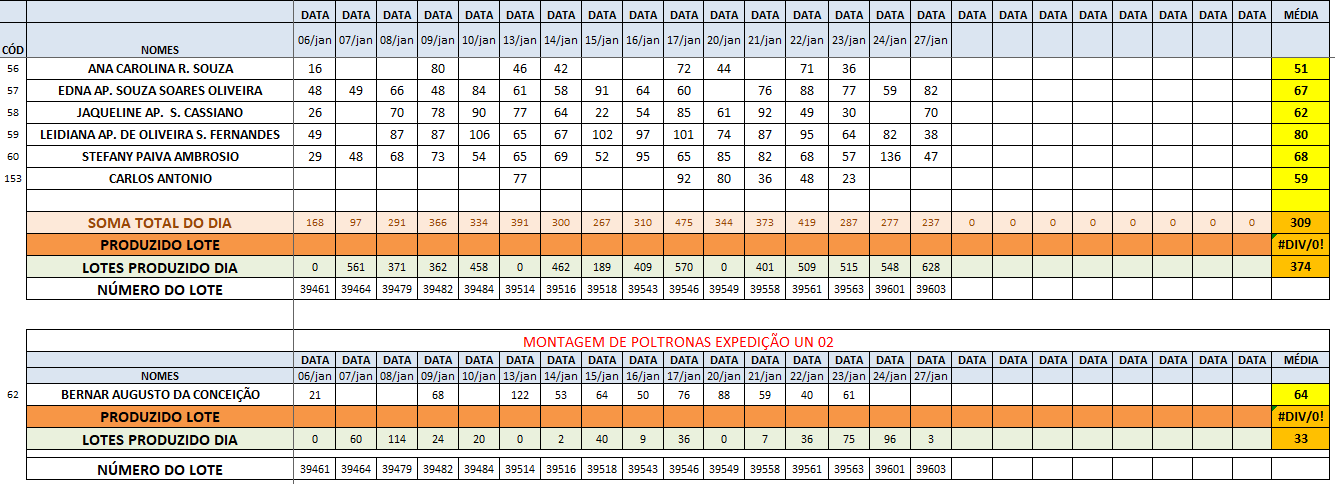 DATA DATA DATA DATA DATA DATA DATA DATA DATA DATA DATA DATA DATA DATA DATA DATA DATA DATA DATA DATA DATA DATA DATA DATA MÉDIA
CÓD NOMES 06/jan 07/jan 08/jan 09/jan 10/jan 13/jan 14/jan 15/jan 16/jan 17/jan 20/jan 21/jan 22/jan 23/jan 24/jan 27/jan
56 ANA CAROLINA R. SOUZA 16 80 46 42 72 44 71 36 51
57 EDNA AP. SOUZA SOARES OLIVEIRA 48 49 66 48 84 61 58 91 64 60 76 88 77 59 82 67
58 JAQUELINE AP. S. CASSIANO 26 70 78 90 77 64 22 54 85 61 92 49 30 70 62
59 LEIDIANA AP. DE OLIVEIRA S. FERNANDES 49 87 87 106 65 67 102 97 101 74 87 95 64 82 38 80
60 STEFANY PAIVA AMBROSIO 29 48 68 73 54 65 69 52 95 65 85 82 68 57 136 47 68
153 CARLOS ANTONIO 77 92 80 36 48 23 59
SOMA TOTAL DO DIA 168 97 291 366 334 391 300 267 310 475 344 373 419 287 277 237 0 0 0 0 0 0 0 0 309
PRODUZIDO LOTE #DIV/0!
LOTES PRODUZIDO DIA 0 561 371 362 458 0 462 189 409 570 0 401 509 515 548 628 374
NÚMERO DO LOTE 39461 39464 39479 39482 39484 39514 39516 39518 39543 39546 39549 39558 39561 39563 39601 39603
MONTAGEM DE POLTRONAS EXPEDIÇÃO UN 02
DATA DATA DATA DATA DATA DATA DATA DATA DATA DATA DATA DATA DATA DATA DATA DATA DATA DATA DATA DATA DATA DATA DATA DATA MÉDIA
NOMES 06/jan 07/jan 08/jan 09/jan 10/jan 13/jan 14/jan 15/jan 16/jan 17/jan 20/jan 21/jan 22/jan 23/jan 24/jan 27/jan
62 BERNAR AUGUSTO DA CONCEIÇÃO 21 68 122 53 64 50 76 88 59 40 61 64
PRODUZIDO LOTE #DIV/0!
LOTES PRODUZIDO DIA 0 60 114 24 20 0 2 40 9 36 0 7 36 75 96 3 33
NÚMERO DO LOTE 39461 39464 39479 39482 39484 39514 39516 39518 39543 39546 39549 39558 39561 39563 39601 39603